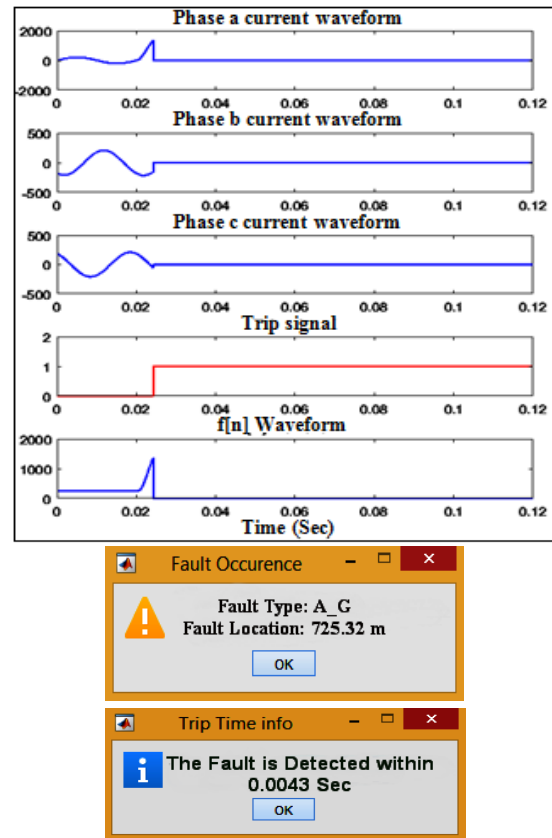 Phase a current waveform
2000
0
-2000
0 0.02 0.04 0.06 0.08 0.1 0.12
Phase b current waveform
500
0
-500
0 0.02 0.04 0.06 0.08 0.1 0.12
Phase c current waveform
500
0
-500
0 0.02 0.04 0.06 0.08 0.1 0.12
Trip signal
2
1
0
0 0.02 0.04 0.06 0.08 0.1 0.12
f[n] Waveform
2000
1000
0
0 0.02 0.04 0.06 0.08 0.1 0.12
Time (Sec)
Fault Occurence
Fault Type: A_G
Fault Location: 725.32 m
OK
Trip Time info
The Fault is Detected within
0.0043 Sec
OK